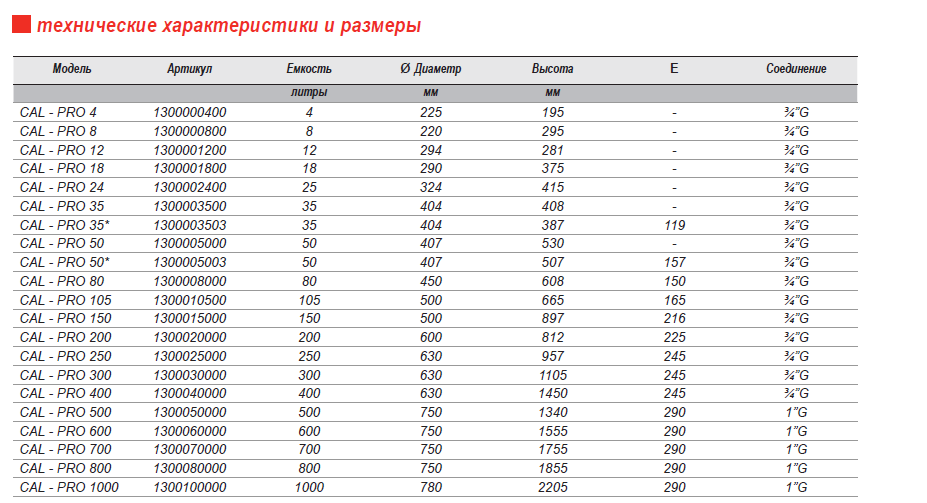 технические характеристики и размеры
Модель Артикул Емкость Ø Диаметр Высота E Соединение
литры мм мм
CAL - PRO 4 1300000400 4 225 195 - ¾"G
CAL - PRO 8 1300000800 8 220 295 - ¾"G
CAL - PRO 12 1300001200 12 294 281 - ¾"G
CAL - PRO 18 1300001800 18 290 375 - ¾"G
CAL - PRO 24 1300002400 25 324 415 - ¾"G
CAL - PRO 35 1300003500 35 404 408 - ¾"G
CAL - PRO 35* 1300003503 35 404 387 119 ¾"G
CAL - PRO 50 1300005000 50 407 530 - ¾"G
CAL - PRO 50* 1300005003 50 407 507 157 ¾"G
CAL - PRO 80 1300008000 80 450 608 150 ¾"G
CAL - PRO 105 1300010500 105 500 665 165 ¾"G
CAL - PRO 150 1300015000 150 500 897 216 ¾"G
CAL - PRO 200 1300020000 200 600 812 225 ¾"G
CAL - PRO 250 1300025000 250 630 957 245 ¾"G
CAL - PRO 300 1300030000 300 630 1105 245 ¾"G
CAL - PRO 400 1300040000 400 630 1450 245 ¾"G
CAL - PRO 500 1300050000 500 750 1340 290 1"G
CAL - PRO 600 1300060000 600 750 1555 290 1"G
CAL - PRO 700 1300070000 700 750 1755 290 1"G
CAL - PRO 800 1300080000 800 750 1855 290 1"G
CAL - PRO 1000 1300100000 1000 780 2205 290 1"G